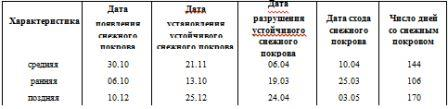 Характеристика
Дата появления снежного покрова
Дата установления устойчивого снежного покрова
Дата разрушения устойчивого снежного покрова
Дата схода снежного покрова
Число дней со снежным покровом
средняя 30.10 21.11 06.04 10.04 144
ранняя 06.10 13.10 19.03 25.03 106
поздняя 10.12 25.12 24.04 03.05 170